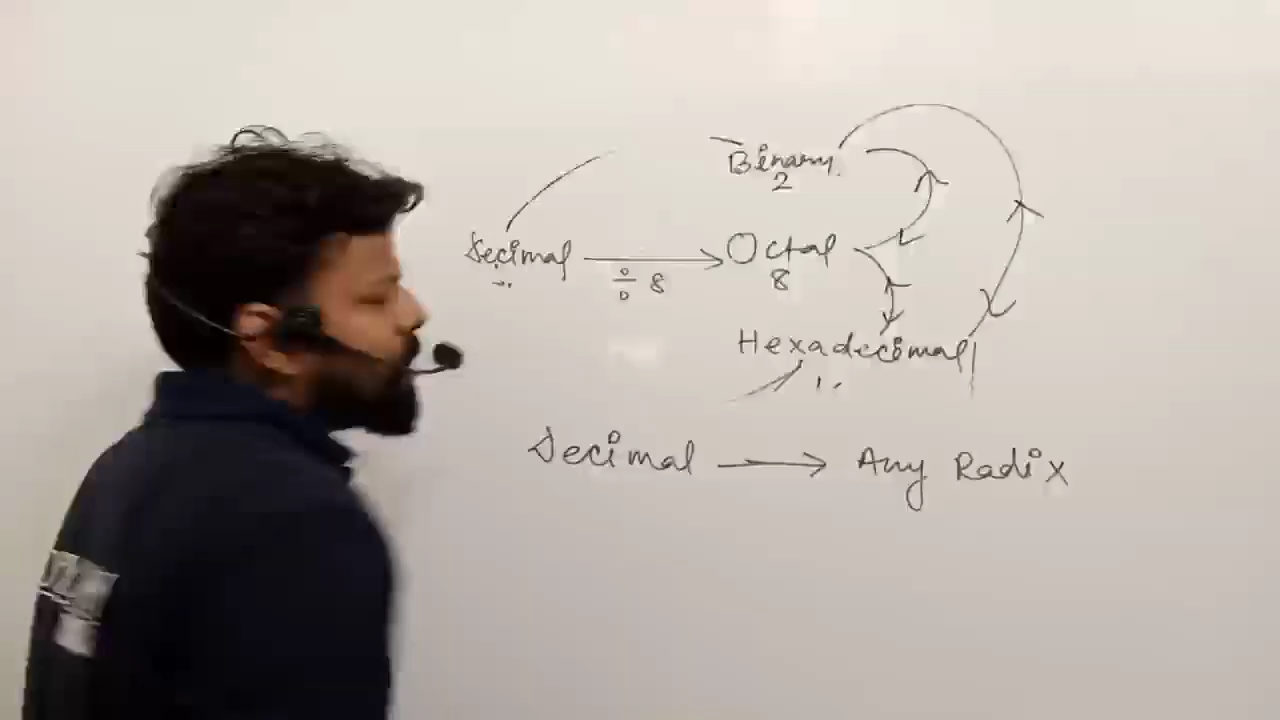 Binary
2
Decimal ÷ 8 Octal
8
Hexadecimal
Decimal → Any Radix